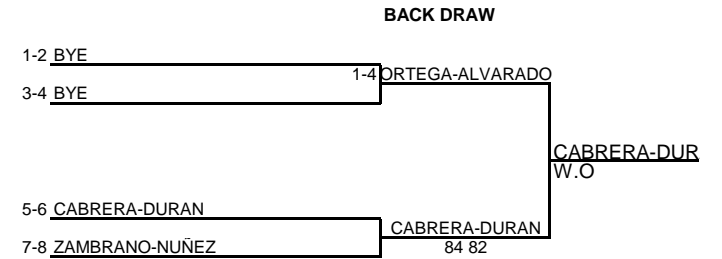 BACK DRAW
1-2 BYE
1-4 ORTEGA-ALVARADO
3-4 BYE
CABRERA-DUR
W.O
5-6 CABRERA-DURAN
CABRERA-DURAN
7-8 ZAMBRANO-NUÑEZ
84 82